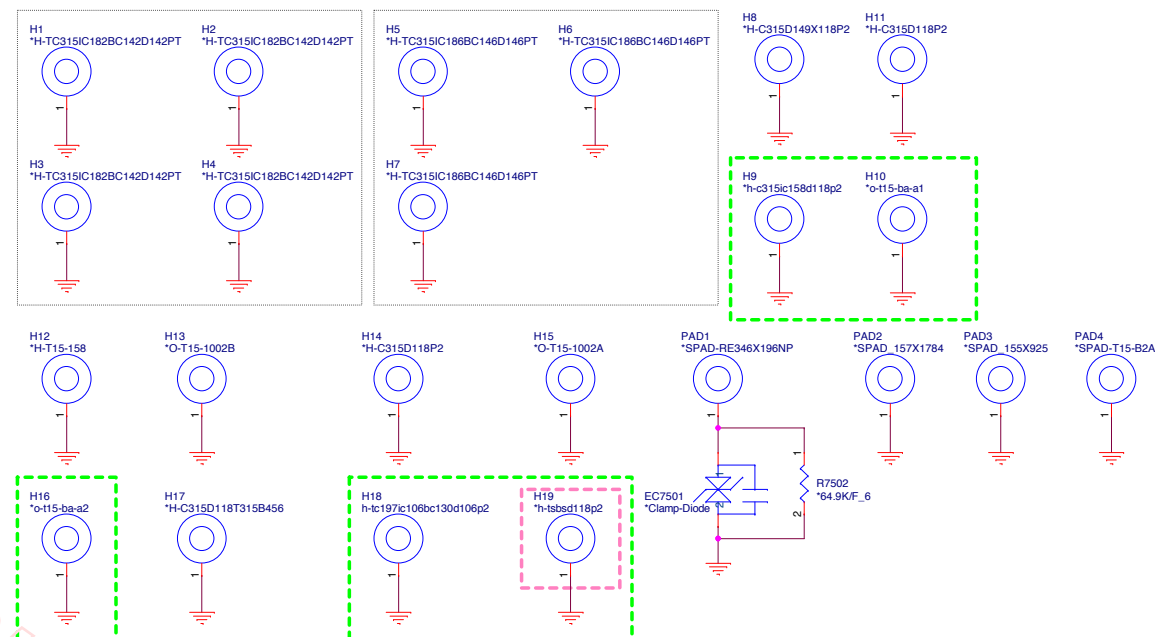 H1
*H-TC315IC182BC142D142PT
1
H2
*H-TC315IC182BC142D142PT
1
H5
*H-TC315IC186BC146D146PT
1
H6
*H-TC315IC186BC146D146PT
1
H8
*H-C315D149X118P2
1
H11
*H-C315D118P2
1
H3
*H-TC315IC182BC142D142PT
1
H4
*H-TC315IC182BC142D142PT
1
H7
*H-TC315IC186BC146D146PT
1
H9
*h-c315ic158d118p2
1
H10
*o-t15-ba-a1
1
H12
*H-T15-158
1
H13
*O-T15-1002B
1
H14
*H-C315D118P2
1
H15
*O-T15-1002A
1
PAD1
*SPAD-RE346X196NP
1
PAD2
*SPAD_157X1784
1
PAD3
*SPAD_155X925
1
PAD4
*SPAD-T15-B2A
1
H16
*o-t15-ba-a2
1
H17
*H-C315D118T315B456
1
H18
h-tc197ic106bc130d106p2
1
H19
*h-tsbsd118p2
1
EC7501
*Clamp-Diode
1
2
R7502
*64.9K/F_6
1
2